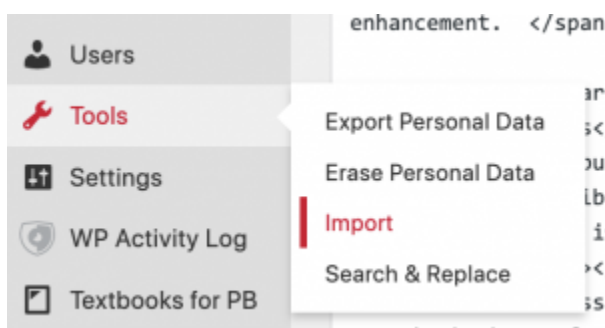 enhancement. </span
Users
Tools
Export Personal Data
Erase Personal Data
Import
Search & Replace
Settings
WP Activity Log
Textbooks for PB